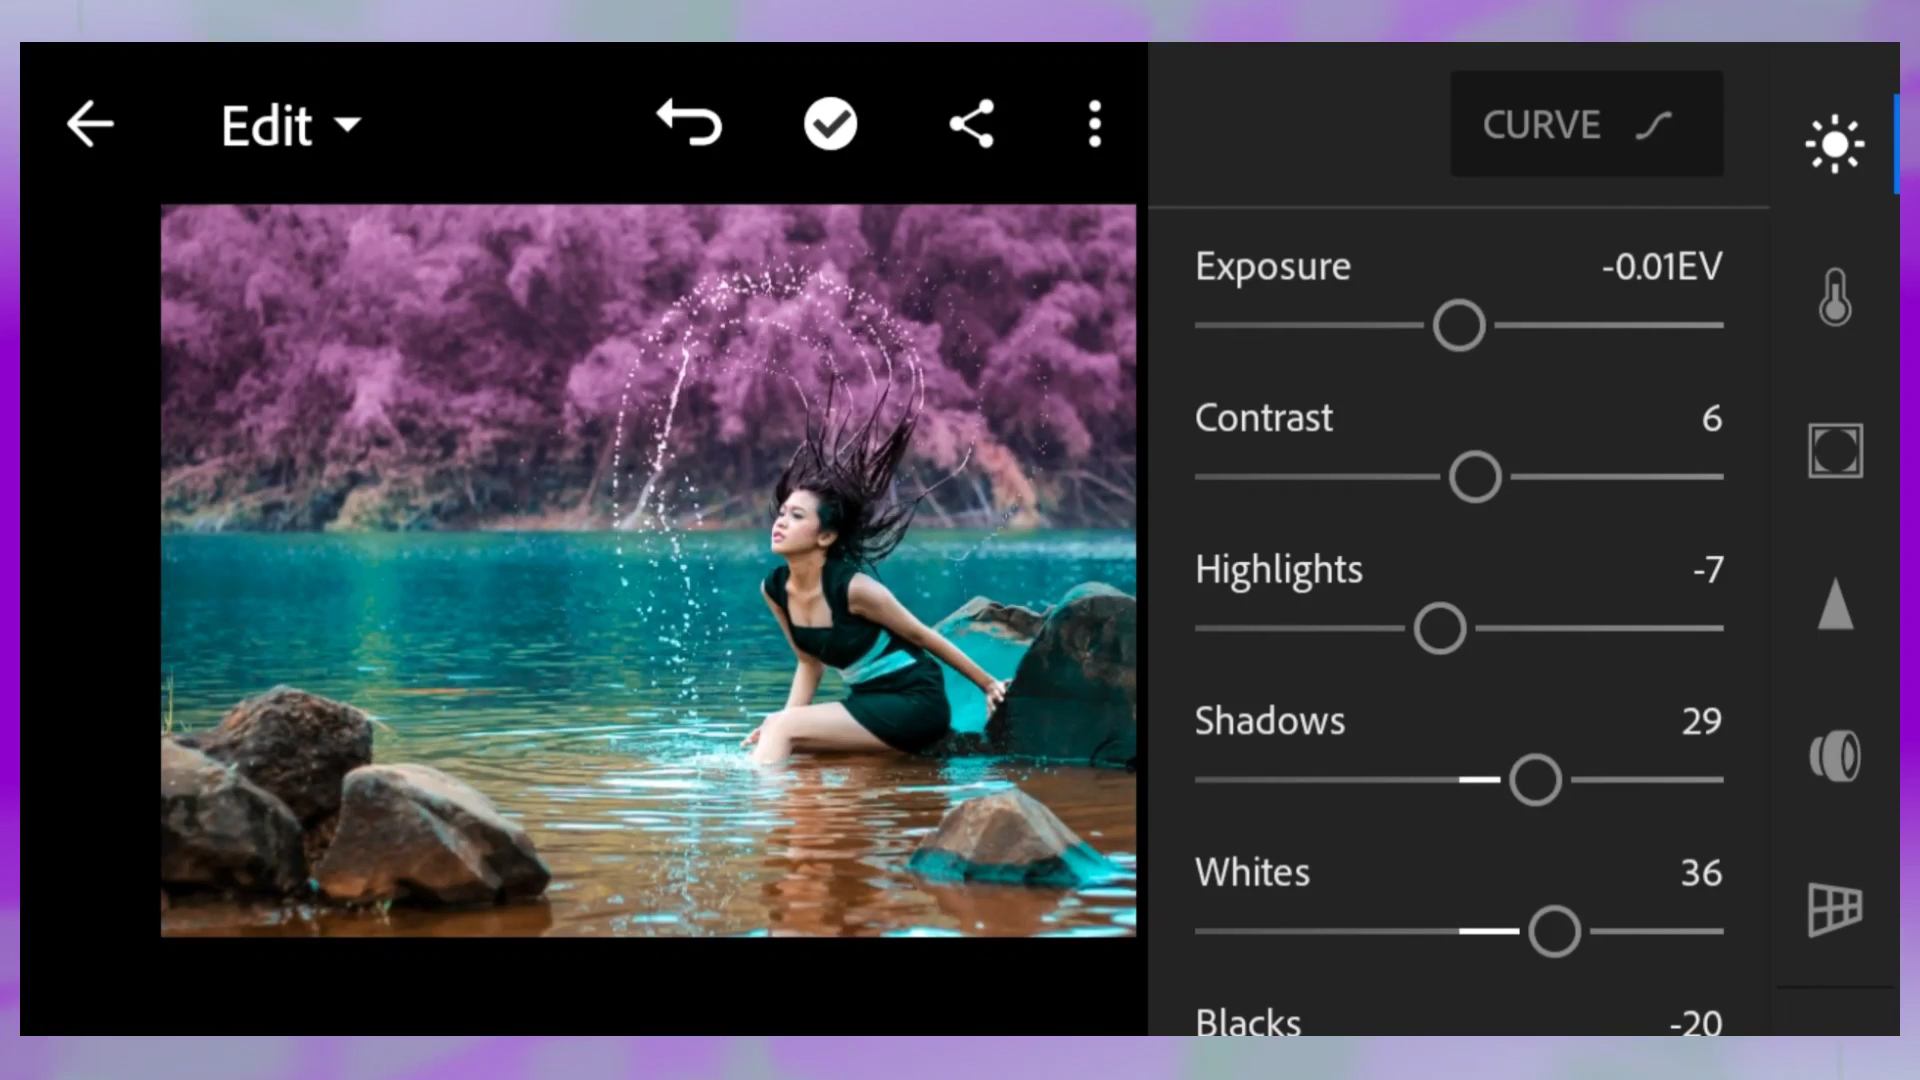 Edit
CURVE
Exposure -0.01EV
Contrast 6
Highlights -7
Shadows 29
Whites 36
Blacks -20